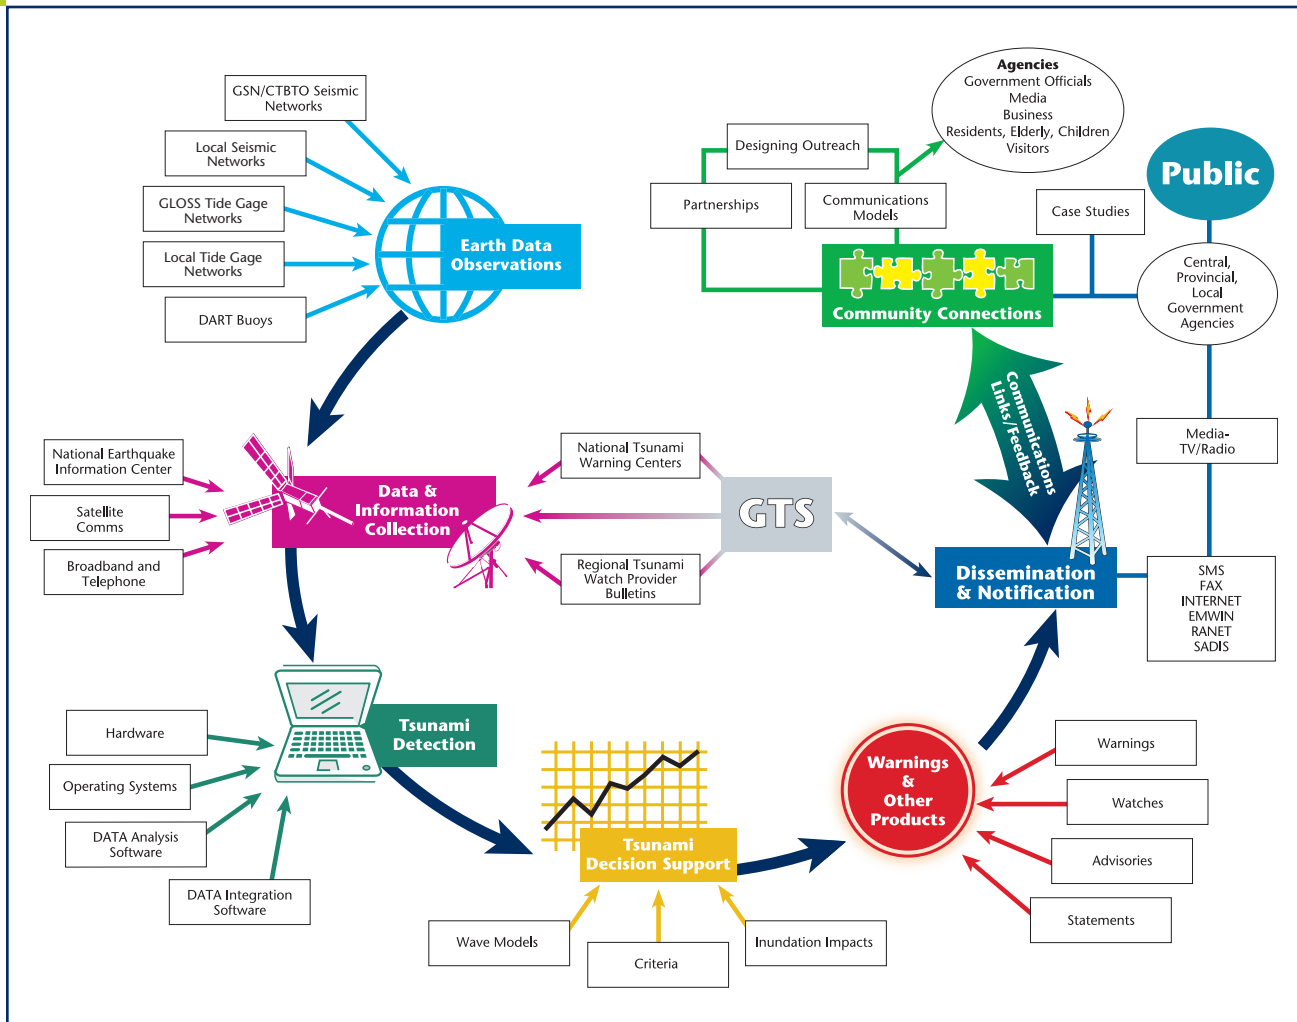 GSN/CTBTO Seismic
Networks
Local Seismic
Networks
GLOSS Tide Gage
Networks
Local Tide Gage
Networks
DART Buoys
Earth Data
Observations
Agencies
Government Officials
Media
Business
Residents, Elderly, Children
Visitors
Designing Outreach
Partnerships
Communications
Models
Case Studies
Public
Central,
Provincial,
Local
Government
Agencies
Community Connections
Communications
Links/Feedback
Media-
TV/Radio
National Earthquake
Information Center
Satellite
Comms
Broadband and
Telephone
Data &
Information
Collection
National Tsunami
Warning Centers
GTS
Regional Tsunami
Watch Provider
Bulletins
Dissemination
& Notification
SMS
FAX
INTERNET
EMWIN
RANET
SADIS
Hardware
Operating Systems
DATA Analysis
Software
DATA Integration
Software
Tsunami
Detection
Tsunami
Decision Support
Wave Models
Criteria
Inundation Impacts
Warnings
&
Other
Products
Warnings
Watches
Advisories
Statements